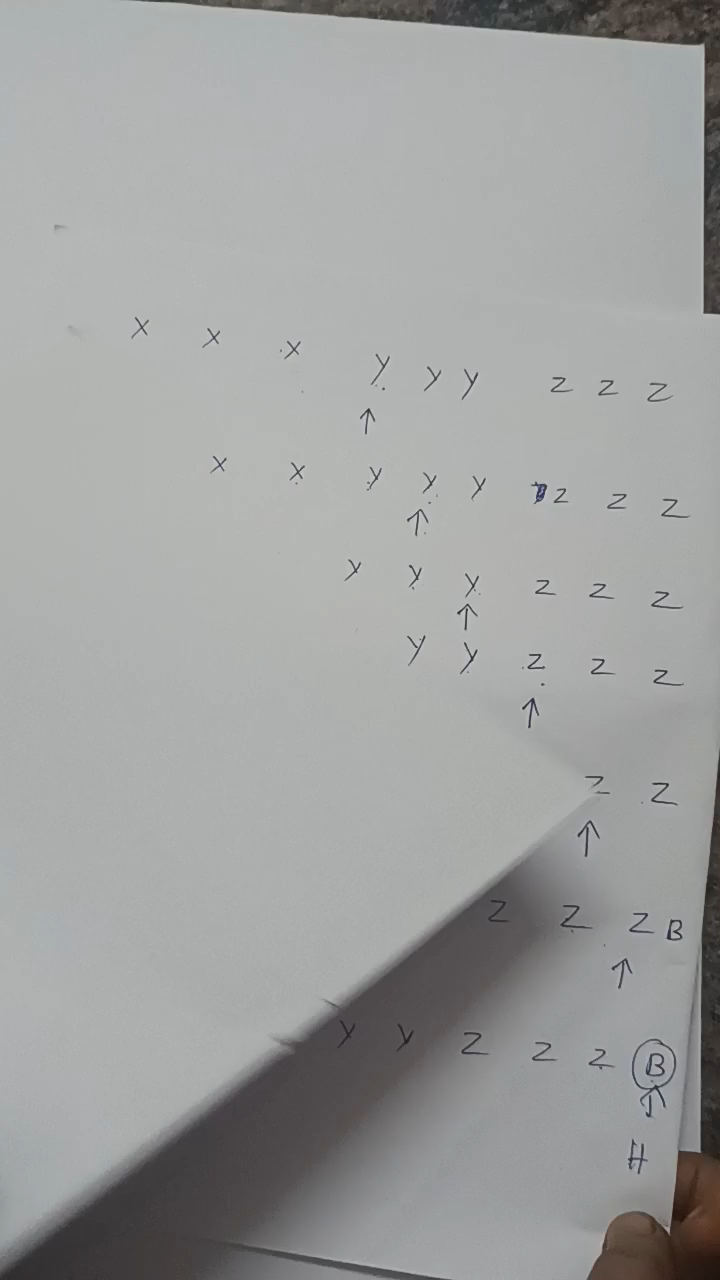 x x x y y y z z z
↑
x x y y y z z z
↑
y y y z z z
↑
y y z z z
↑
z z
↑
z z z B
↑
y y z z z B
↑
H